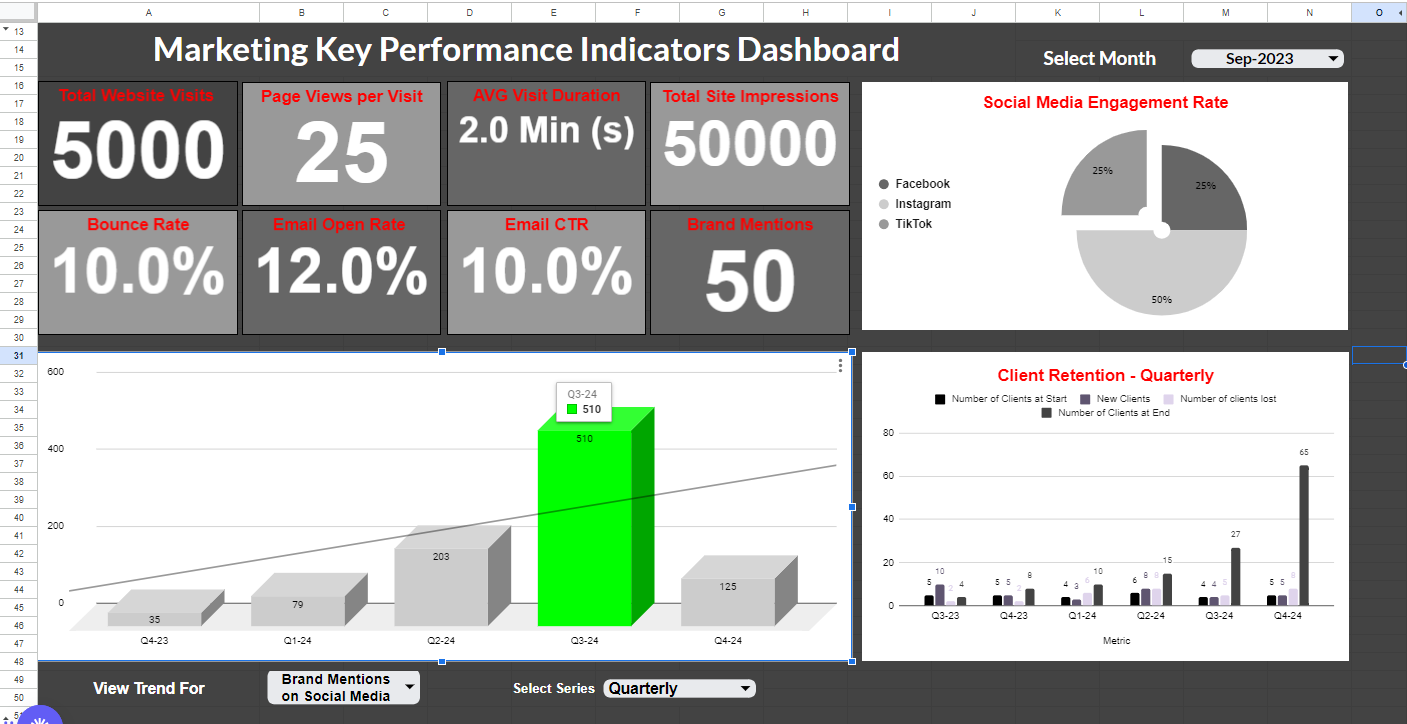 A B C D E F G H I J K L M N O
13
14
15
16
17
18
19
20
21
22
23
24
25
26
27
28
29
30
31
32
33
34
35
36
37
38
39
40
41
42
43
44
45
46
47
48
49
50
51
Marketing Key Performance Indicators Dashboard
Select Month Sep-2023
Total Website Visits
5000
Page Views per Visit
25
AVG Visit Duration
2.0 Min (s)
Total Site Impressions
50000
Bounce Rate
10.0%
Email Open Rate
12.0%
Email CTR
10.0%
Brand Mentions
50
Social Media Engagement Rate
Facebook
Instagram
TikTok
25%
25%
50%
600
400
200
0
Q3-24
510
35
79
203
510
125
Q4-23 Q1-24 Q2-24 Q3-24 Q4-24
Client Retention - Quarterly
Number of Clients at Start New Clients Number of clients lost
Number of Clients at End
80
60
40
20
0
5 10 2 4
5 5 2 8
4 3 6 10
6 8 8 15
4 4 5 27
5 5 8 65
Q3-23 Q4-23 Q1-24 Q2-24 Q3-24 Q4-24
Metric
View Trend For
Brand Mentions
on Social Media
Select Series Quarterly